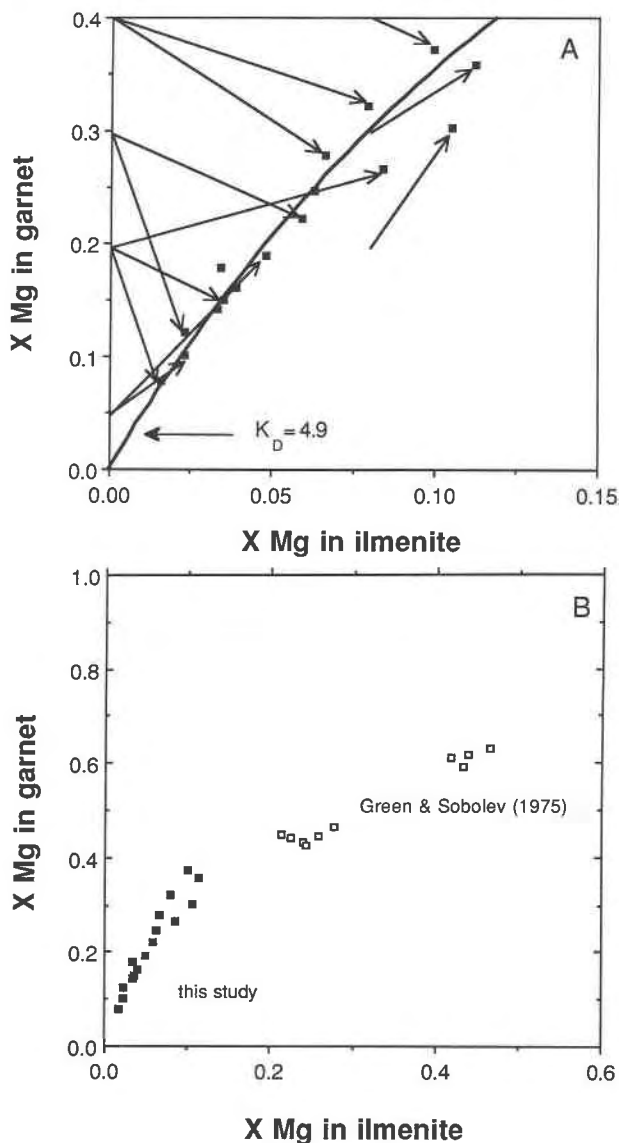 A
0.4
0.3
0.2
0.1
0.0
X Mg in garnet
K_D = 4.9
0.00 0.05 0.10 0.15
X Mg in ilmenite
B
1.0
0.8
0.6
0.4
0.2
0.0
X Mg in garnet
Green & Sobolev (1975)
this study
0.0 0.2 0.4 0.6
X Mg in ilmenite